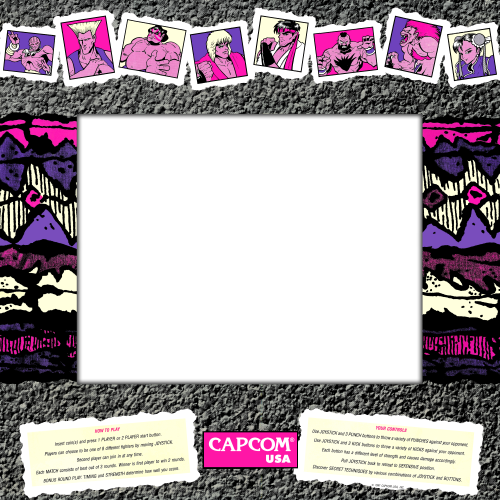 HOW TO PLAY
Insert coin(s) and press 1 PLAYER or 2 PLAYER start button.
Players can choose to be one of 8 different fighters by moving JOYSTICK.
Second player can join in at any time.
Each MATCH consists of best out of 3 rounds. Winner is first player to win 2 rounds.
BONUS ROUND PLAY: TIMING and STRENGTH determine how well you score.
CAPCOM®
USA
YOUR CONTROLS
Use JOYSTICK and 3 PUNCH buttons to throw a variety of PUNCHES against your opponent.
Use JOYSTICK and 3 KICK buttons to throw a variety of KICKS against your opponent.
Each button has a different level of strength and causes damage accordingly.
Pull JOYSTICK back to retreat to DEFENSIVE position.
Discover SECRET TECHNIQUES by various combinations of JOYSTICK and BUTTONS.